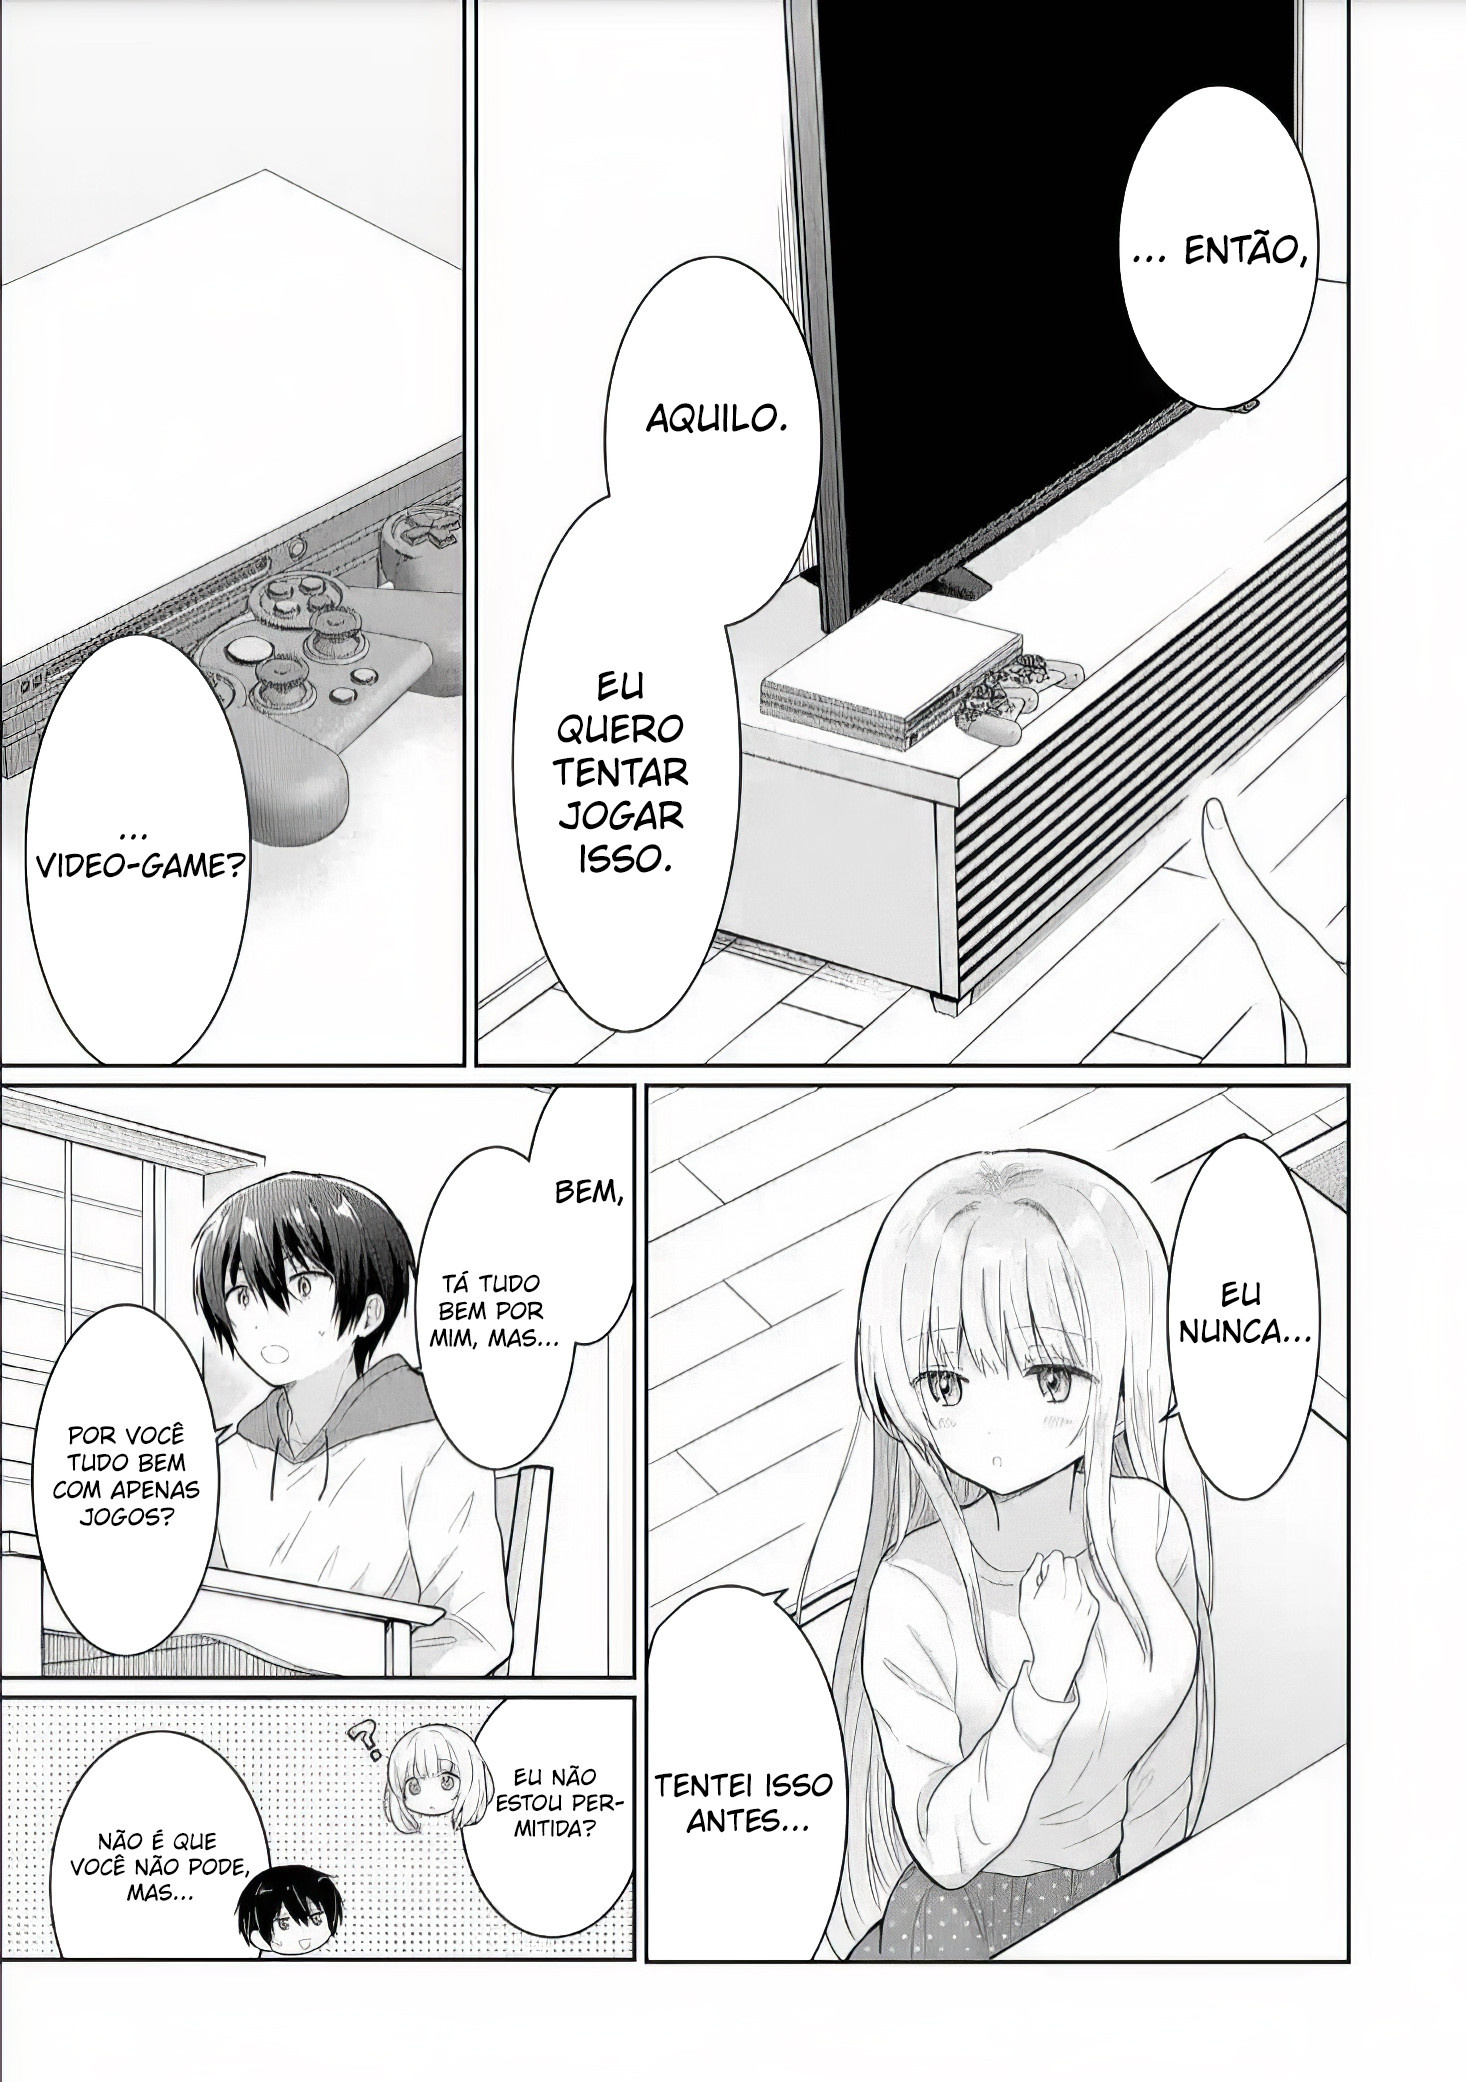 ... ENTÃO,
AQUILO.
EU
QUERO
TENTAR
JOGAR
ISSO.
...
VIDEO-GAME?
EU
NUNCA...
TENTEI ISSO
ANTES...
BEM,
TÁ TUDO
BEM POR
MIM, MAS...
POR VOCÊ
TUDO BEM
COM APENAS
JOGOS?
?
EU NÃO
ESTOU PER-
MITIDA?
NÃO É QUE
VOCÊ NÃO PODE,
MAS...